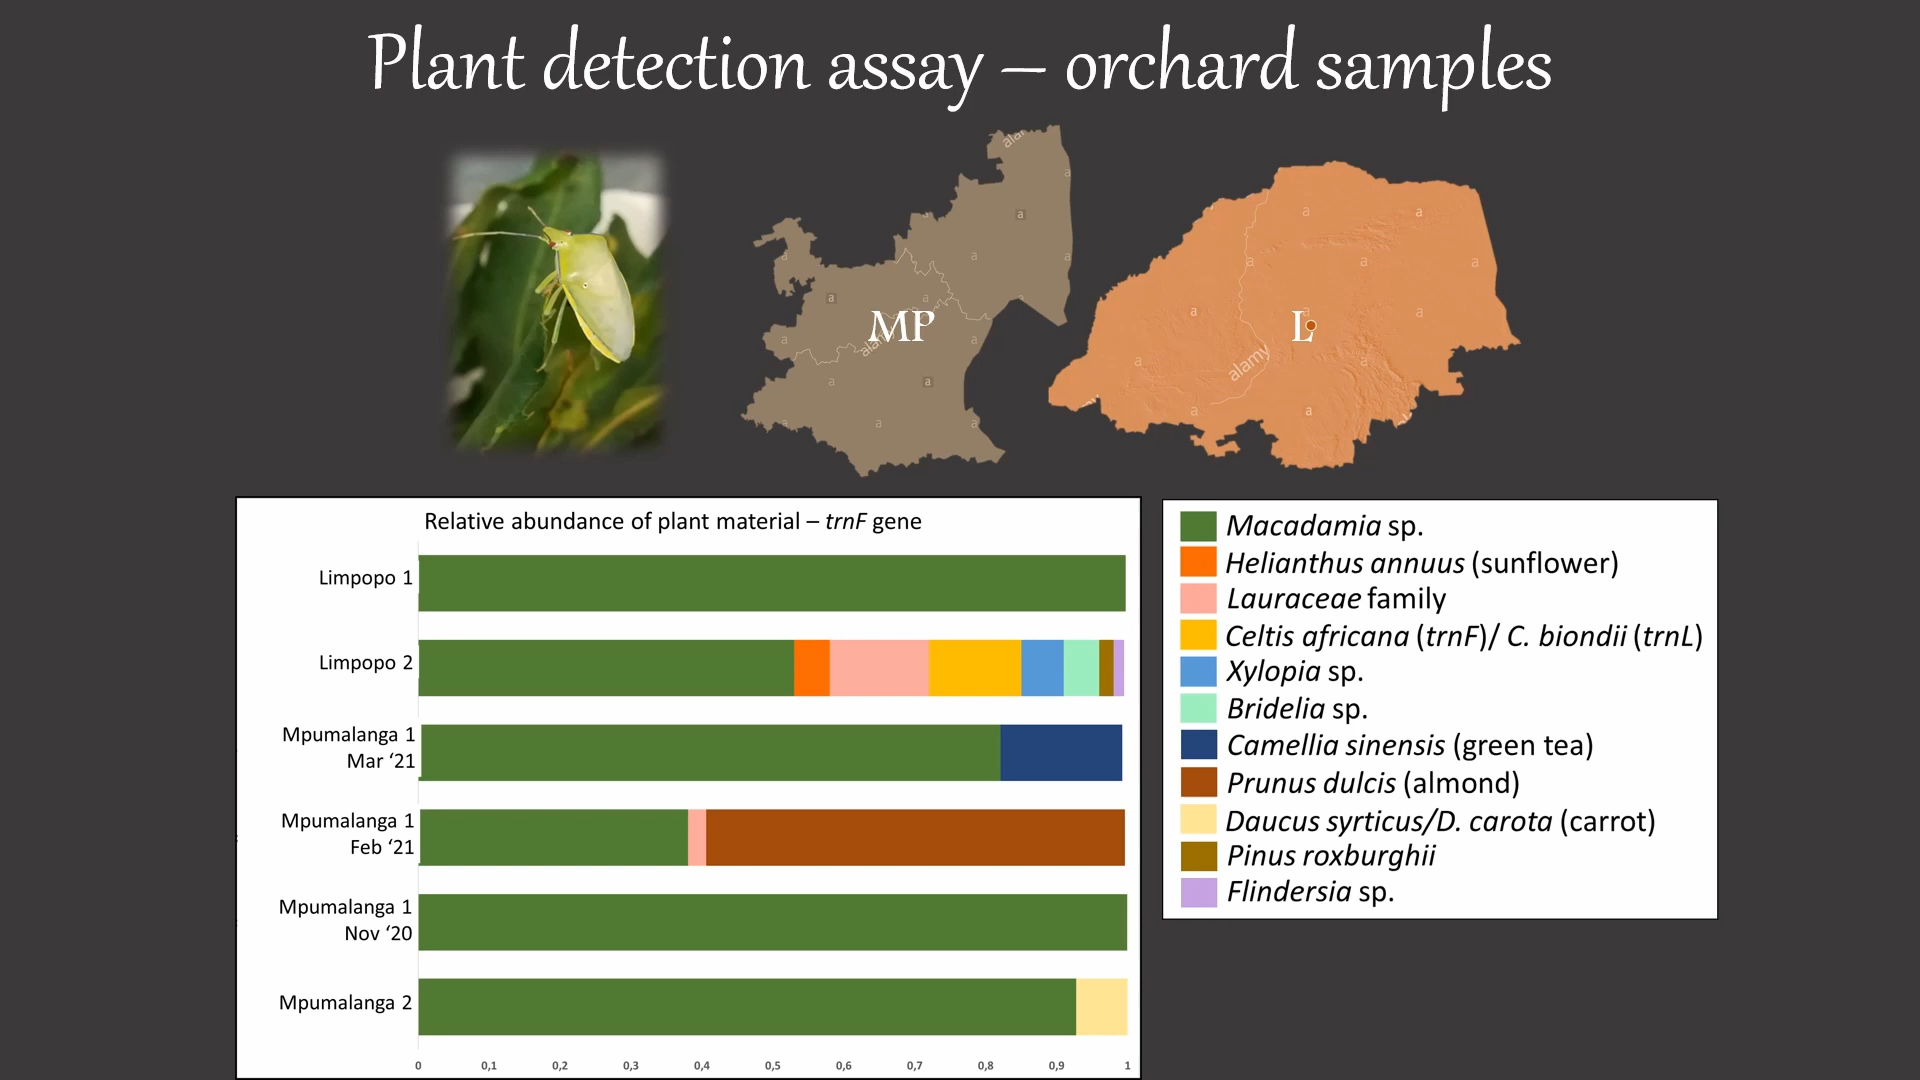 Plant detection assay – orchard samples
alamy
MP
alamy
L
alamy
Relative abundance of plant material – trnF gene
Limpopo 1
Limpopo 2
Mpumalanga 1
Mar ‘21
Mpumalanga 1
Feb ‘21
Mpumalanga 1
Nov ‘20
Mpumalanga 2
0 0,1 0,2 0,3 0,4 0,5 0,6 0,7 0,8 0,9 1
Macadamia sp.
Helianthus annuus (sunflower)
Lauraceae family
Celtis africana (trnF)/ C. biondii (trnL)
Xylopia sp.
Bridelia sp.
Camellia sinensis (green tea)
Prunus dulcis (almond)
Daucus syrticus/D. carota (carrot)
Pinus roxburghii
Flindersia sp.